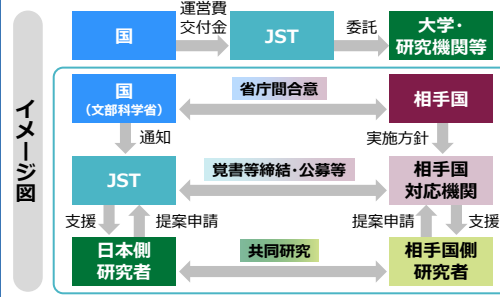 イメージ図
国
運営費
交付金
JST
委託
大学・
研究機関等
国
(文部科学省)
省庁間合意
相手国
通知
実施方針
JST
覚書等締結・公募等
相手国
対応機関
支援
提案申請
提案申請
支援
日本側
研究者
共同研究
相手国側
研究者